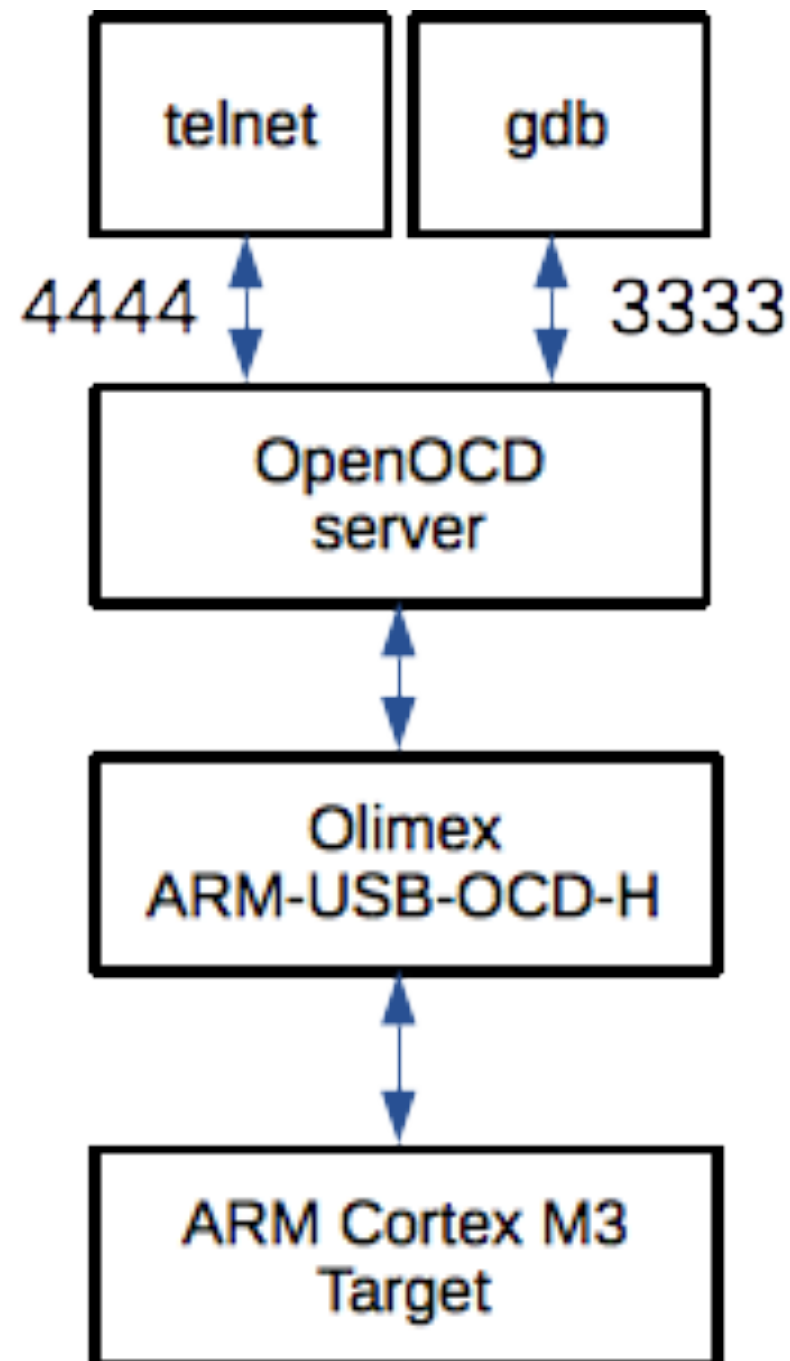 telnet
gdb
4444
3333
OpenOCD
server
Olimex
ARM-USB-OCD-H
ARM Cortex M3
Target